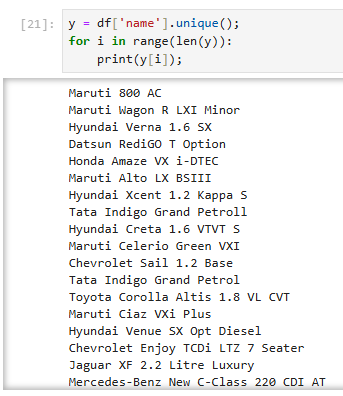 [21]: y = df['name'].unique();
for i in range(len(y)):
print(y[i]);
Maruti 800 AC
Maruti Wagon R LXI Minor
Hyundai Verna 1.6 SX
Datsun RediGO T Option
Honda Amaze VX i-DTEC
Maruti Alto LX BSIII
Hyundai Xcent 1.2 Kappa S
Tata Indigo Grand Petroll
Hyundai Creta 1.6 VTVT S
Maruti Celerio Green VXI
Chevrolet Sail 1.2 Base
Tata Indigo Grand Petrol
Toyota Corolla Altis 1.8 VL CVT
Maruti Ciaz VXi Plus
Hyundai Venue SX Opt Diesel
Chevrolet Enjoy TCDi LTZ 7 Seater
Jaguar XF 2.2 Litre Luxury
Mercedes-Benz New C-Class 220 CDI AT